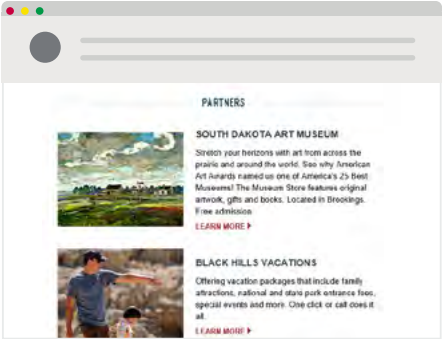 PARTNERS
SOUTH DAKOTA ART MUSEUM
Stretch your horizons with art from across the
prairie and around the world. See why American
Art Awards named us one of America's 25 Best
Museums! The Museum Store features original
artwork, gifts and books. Located in Brookings.
Free admission.
LEARN MORE
BLACK HILLS VACATIONS
Offering vacation packages that include family
attractions, national and state park entrance fees,
special events and more. One click or call does it
all.
LEARN MORE